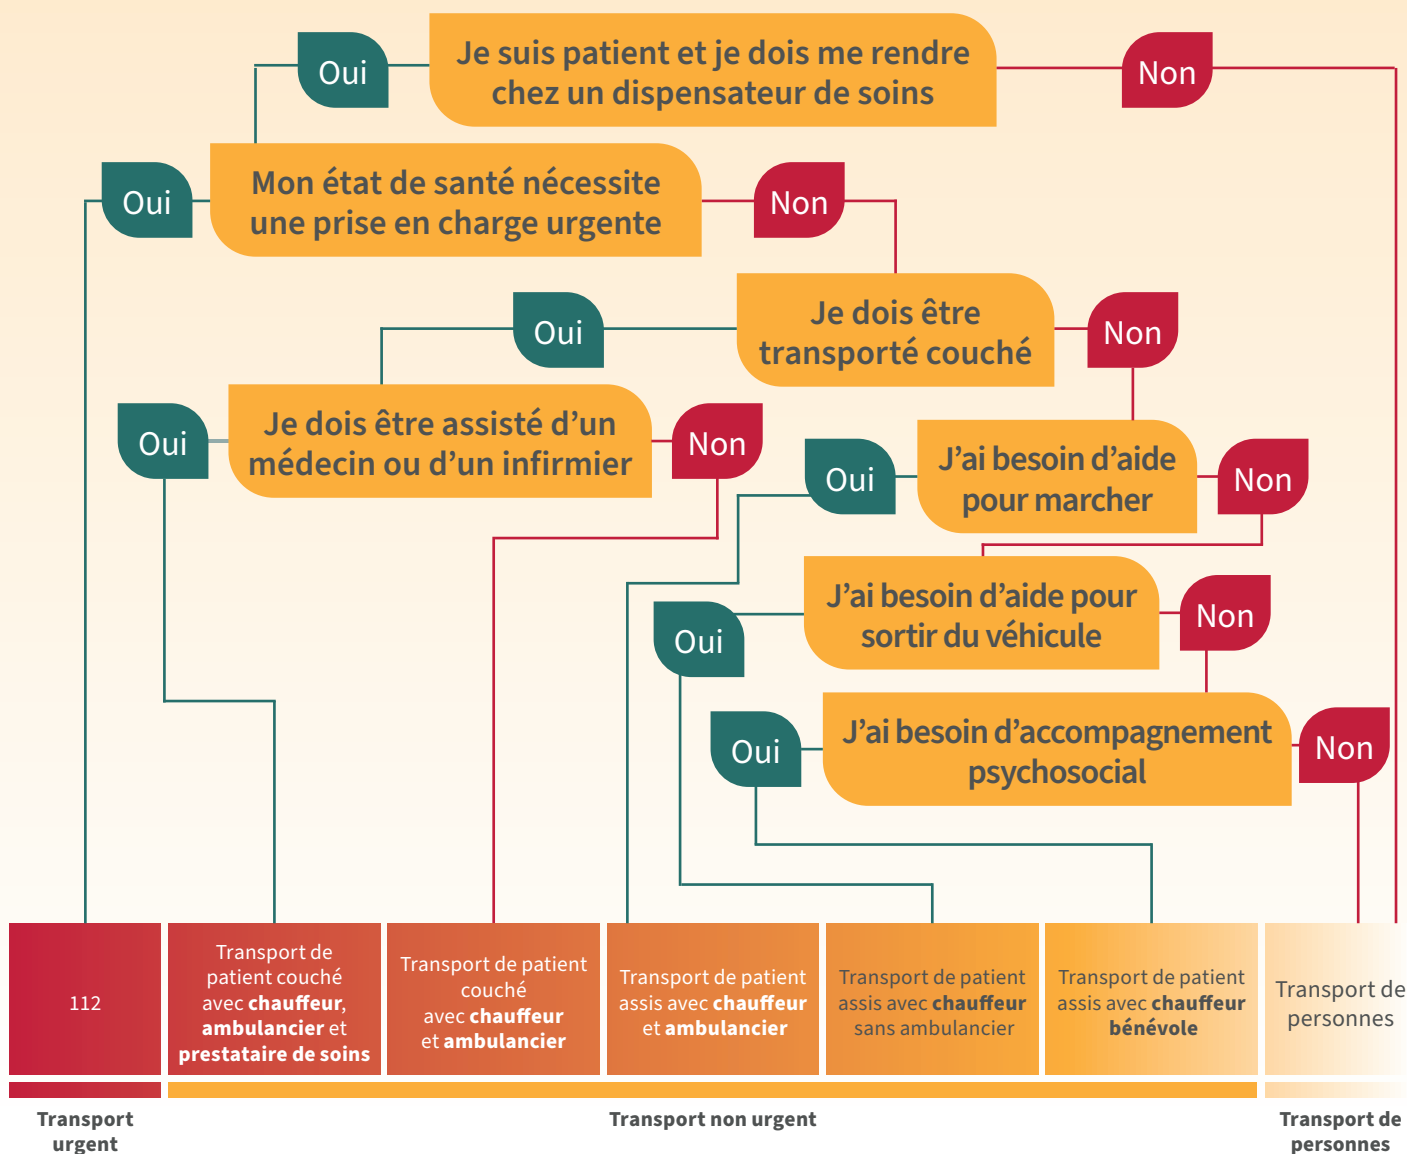 Je suis patient et je dois me rendre
chez un dispensateur de soins
Oui
Non
Mon état de santé nécessite
une prise en charge urgente
Oui
Non
Je dois être
transporté couché
Oui
Non
Je dois être assisté d’un
médecin ou d’un infirmier
Oui
Non
J’ai besoin d’aide
pour marcher
Oui
Non
J’ai besoin d’aide pour
sortir du véhicule
Oui
Non
J’ai besoin d’accompagnement
psychosocial
Oui
Non
112
Transport de
patient couché
avec chauffeur,
ambulancier et
prestataire de soins
Transport de patient
couché
avec chauffeur
et ambulancier
Transport de patient
assis avec chauffeur
et ambulancier
Transport de patient
assis avec chauffeur
sans ambulancier
Transport de patient
assis avec chauffeur
bénévole
Transport de
personnes
Transport
urgent
Transport non urgent
Transport de
personnes